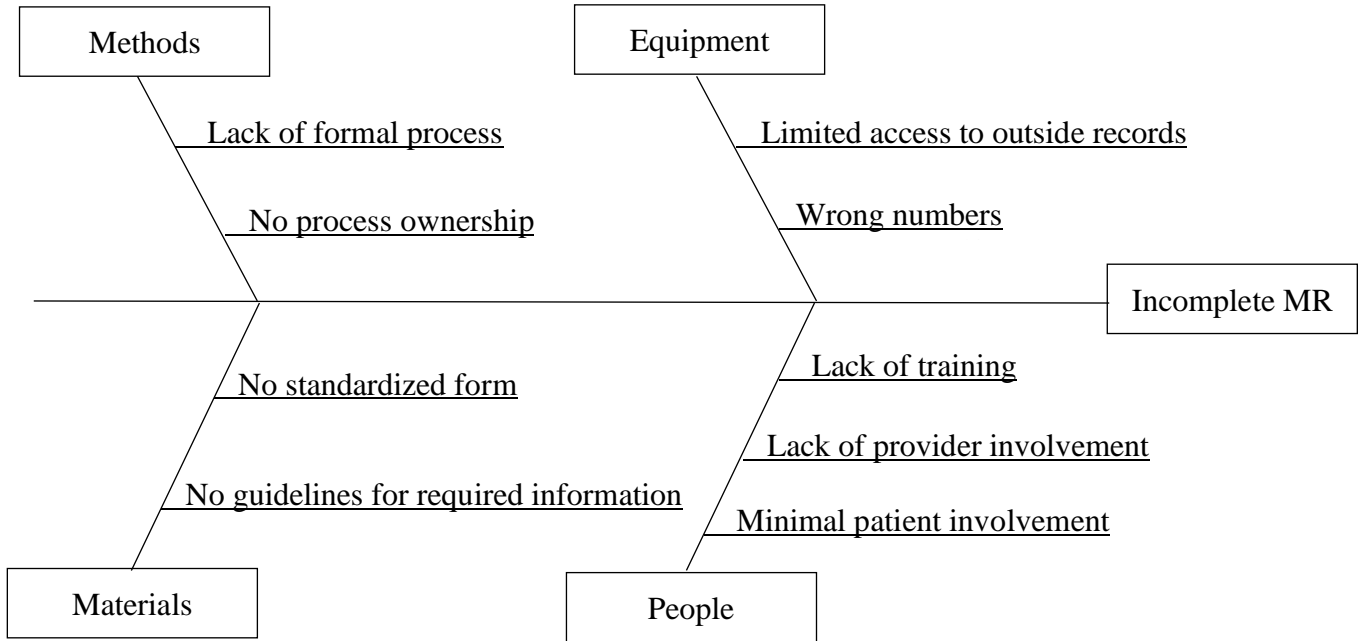 Methods
Equipment
Lack of formal process
Limited access to outside records
No process ownership
Wrong numbers
Incomplete MR
Lack of training
No standardized form
Lack of provider involvement
No guidelines for required information
Minimal patient involvement
Materials
People